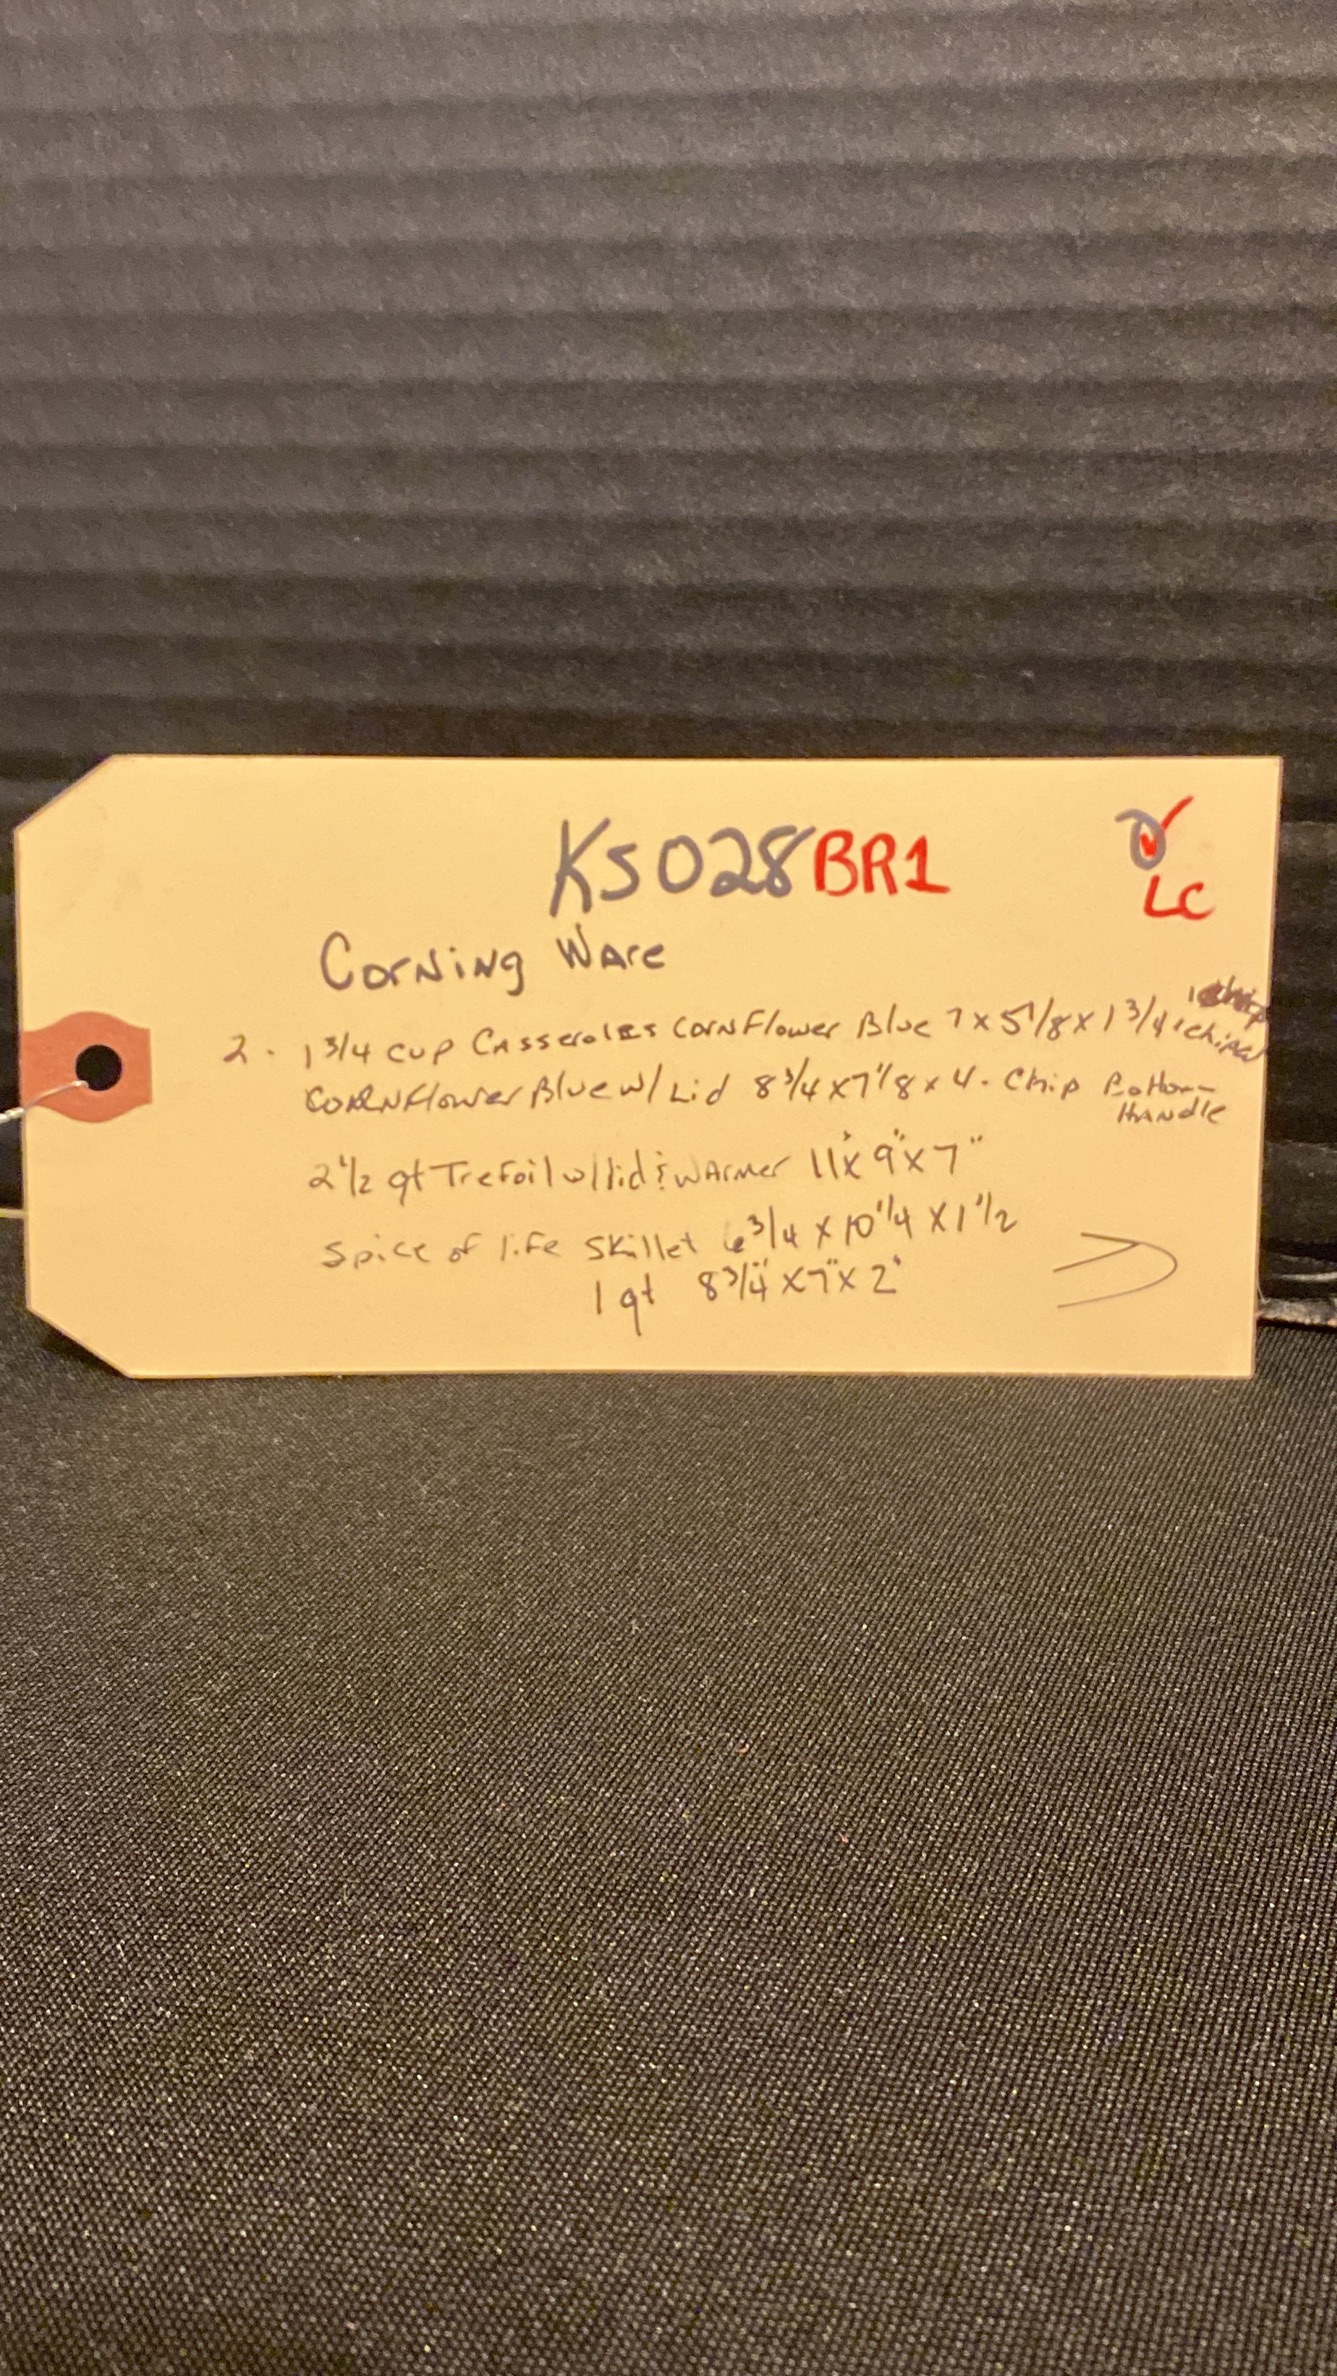 KS028BR1
LC
Corning Ware
2. 1 3/4 cup Casseroles Cornflower Blue 7 x 5 1/8 x 1 3/4 1 chip
Cornflower Blue w/ Lid 8 3/4 x 7 1/8 x 4. Chip Bottom
Handle
2 1/2 qt Trefoil w/ lid & warmer 11" x 9" x 7"
Spice of life Skillet 6 3/4 x 10 1/4 x 1 1/2
1 qt 8 3/4" x 7" x 2"